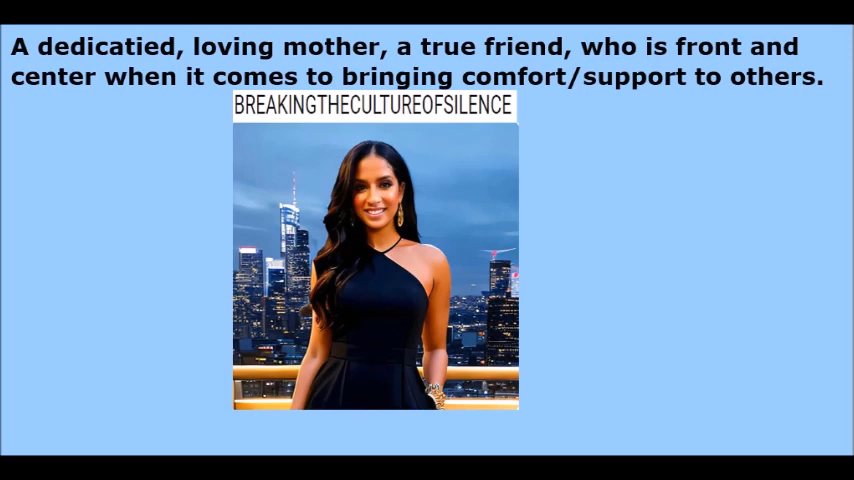 A dedicatied, loving mother, a true friend, who is front and
center when it comes to bringing comfort/support to others.
BREAKINGTHECULTUREOFSILENCE